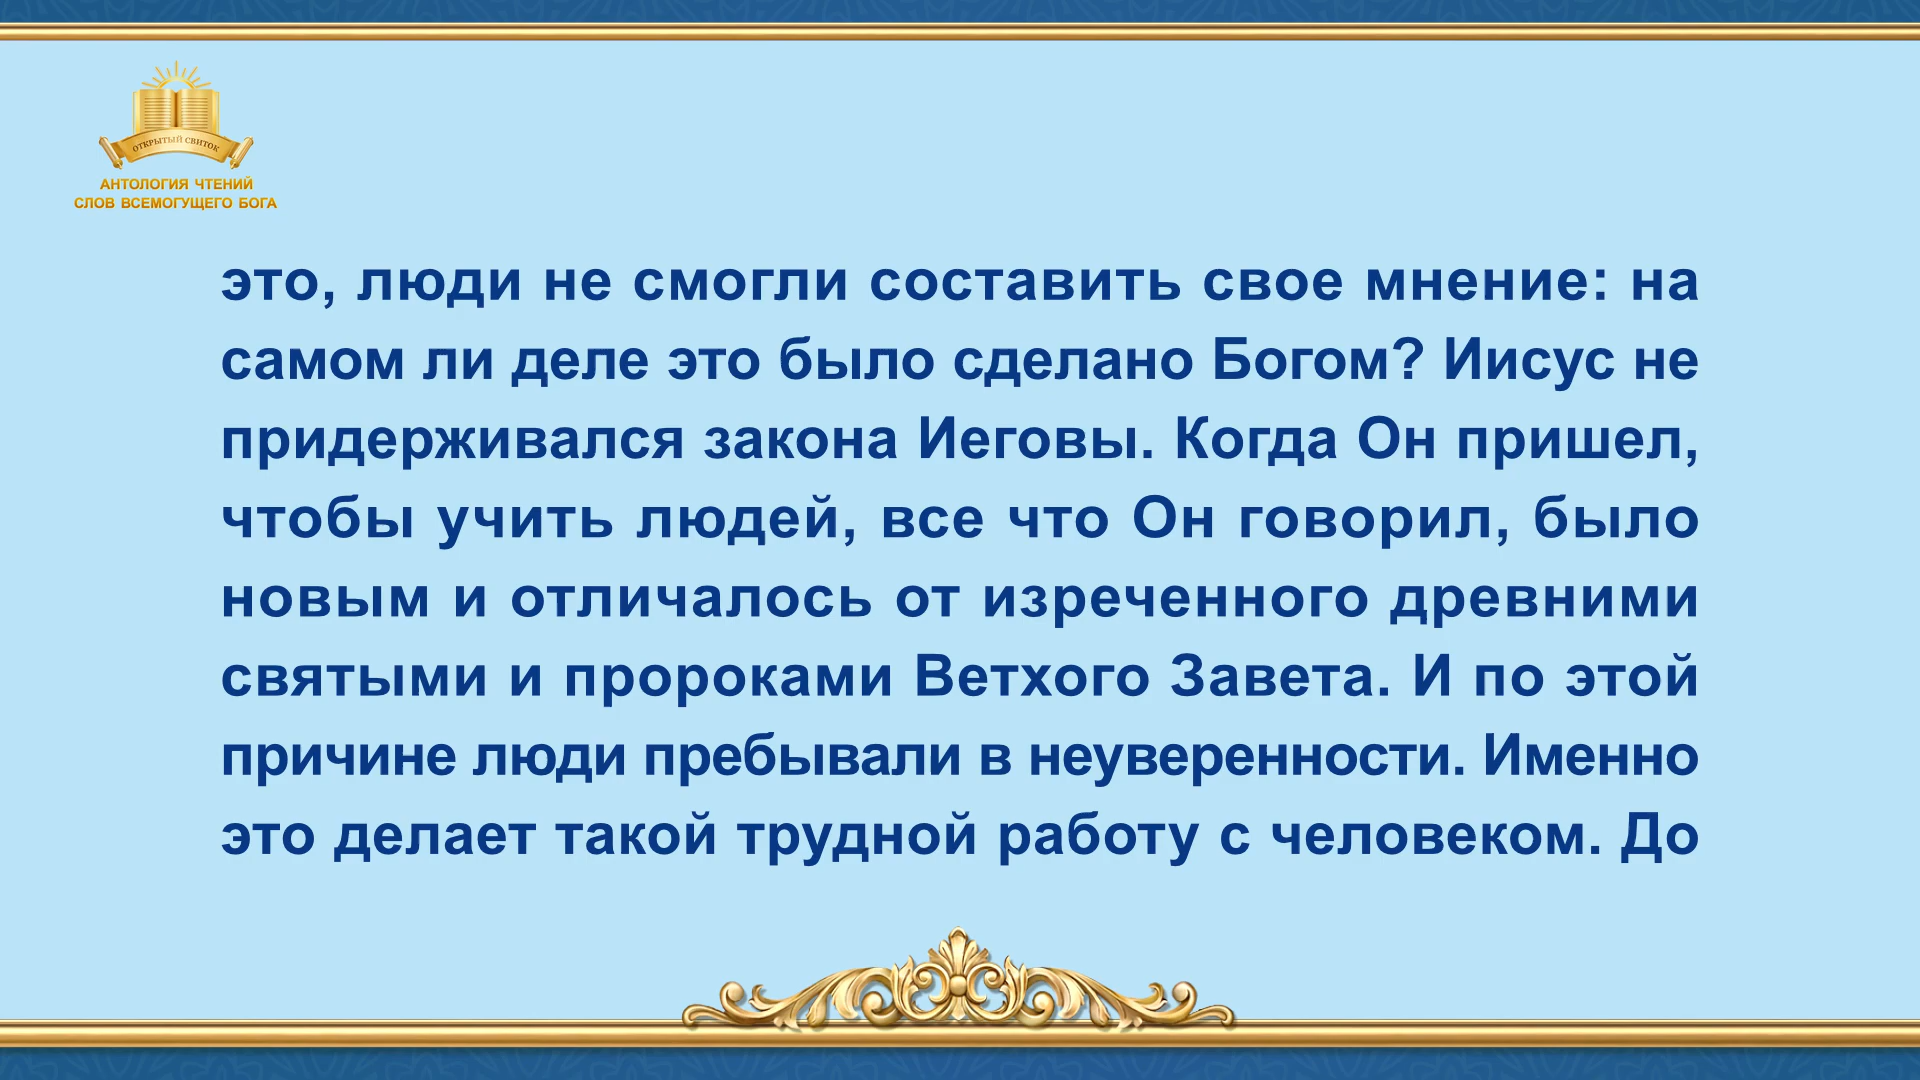 ОТКРЫТЫЙ СВИТОК
АНТОЛОГИЯ ЧТЕНИЙ
СЛОВ ВСЕМОГУЩЕГО БОГА
это, люди не смогли составить свое мнение: на
самом ли деле это было сделано Богом? Иисус не
придерживался закона Иеговы. Когда Он пришел,
чтобы учить людей, все что Он говорил, было
новым и отличалось от изреченного древними
святыми и пророками Ветхого Завета. И по этой
причине люди пребывали в неуверенности. Именно
это делает такой трудной работу с человеком. До